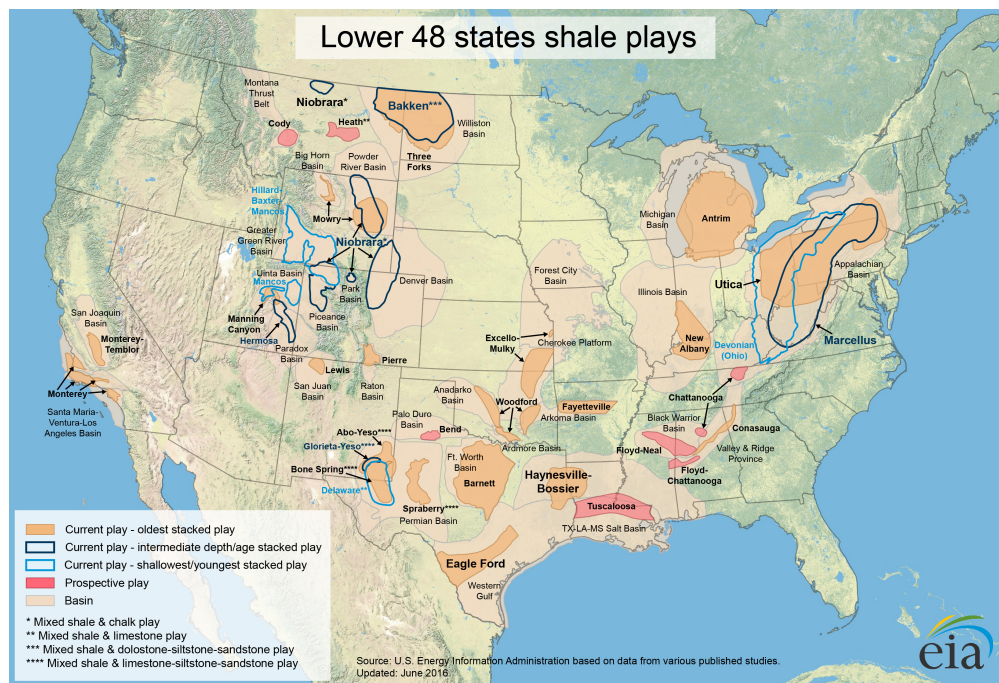 Lower 48 states shale plays
Montana
Thrust
Belt
Niobrara*
Bakken***
Cody
Heath**
Williston
Basin
Big Horn
Basin
Powder
River Basin
Three
Forks
Hillard-
Baxter-
Mancos
Mowry
Greater
Green River
Basin
Niobrara*
Michigan
Basin
Antrim
Uinta Basin
Mancos
Park
Basin
Denver Basin
Forest City
Basin
Illinois Basin
Utica
Appalachian
Basin
San Joaquin
Basin
Monterey-
Temblor
Manning
Canyon
Hermosa
Piceance
Basin
Paradox
Basin
Excello-
Mulky
Cherokee Platform
New
Albany
Devonian
(Ohio)
Marcellus
Monterey
Santa Maria-
Ventura-Los
Angeles Basin
Lewis
San Juan
Basin
Pierre
Raton
Basin
Anadarko
Basin
Woodford
Fayetteville
Arkoma Basin
Chattanooga
Palo Duro
Basin
Bend
Ardmore Basin
Black Warrior
Basin
Conasauga
Abo-Yeso****
Glorieta-Yeso****
Bone Spring****
Delaware**
Ft. Worth
Basin
Barnett
Haynesville-
Bossier
Floyd-Neal
Valley & Ridge
Province
Floyd-
Chattanooga
Spraberry****
Permian Basin
Tuscaloosa
TX-LA-MS Salt Basin
Eagle Ford
Western
Gulf
Current play - oldest stacked play
Current play - intermediate depth/age stacked play
Current play - shallowest/youngest stacked play
Prospective play
Basin
* Mixed shale & chalk play
** Mixed shale & limestone play
*** Mixed shale & dolostone-siltstone-sandstone play
**** Mixed shale & limestone-siltstone-sandstone play
Source: U.S. Energy Information Administration based on data from various published studies.
Updated: June 2016.
eia